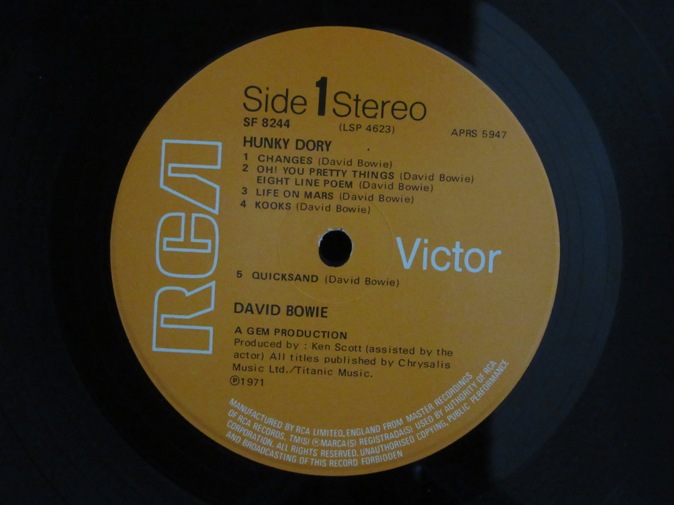 Side 1 Stereo
SF 8244 (LSP 4623) APRS 5947
HUNKY DORY
1 CHANGES (David Bowie)
2 OH! YOU PRETTY THINGS (David Bowie)
EIGHT LINE POEM (David Bowie)
3 LIFE ON MARS (David Bowie)
4 KOOKS (David Bowie)
RCA
Victor
5 QUICKSAND (David Bowie)
DAVID BOWIE
A GEM PRODUCTION
Produced by : Ken Scott (assisted by the
actor) All titles published by Chrysalis
Music Ltd./Titanic Music.
Ⓟ1971
MANUFACTURED BY RCA LIMITED, ENGLAND FROM MASTER RECORDINGS
OF RCA RECORDS. TM(S) ® MARCA(S) REGISTRADA(S) USED BY AUTHORITY OF RCA
CORPORATION. ALL RIGHTS RESERVED. UNAUTHORISED COPYING, PUBLIC PERFORMANCE
AND BROADCASTING OF THIS RECORD FORBIDDEN